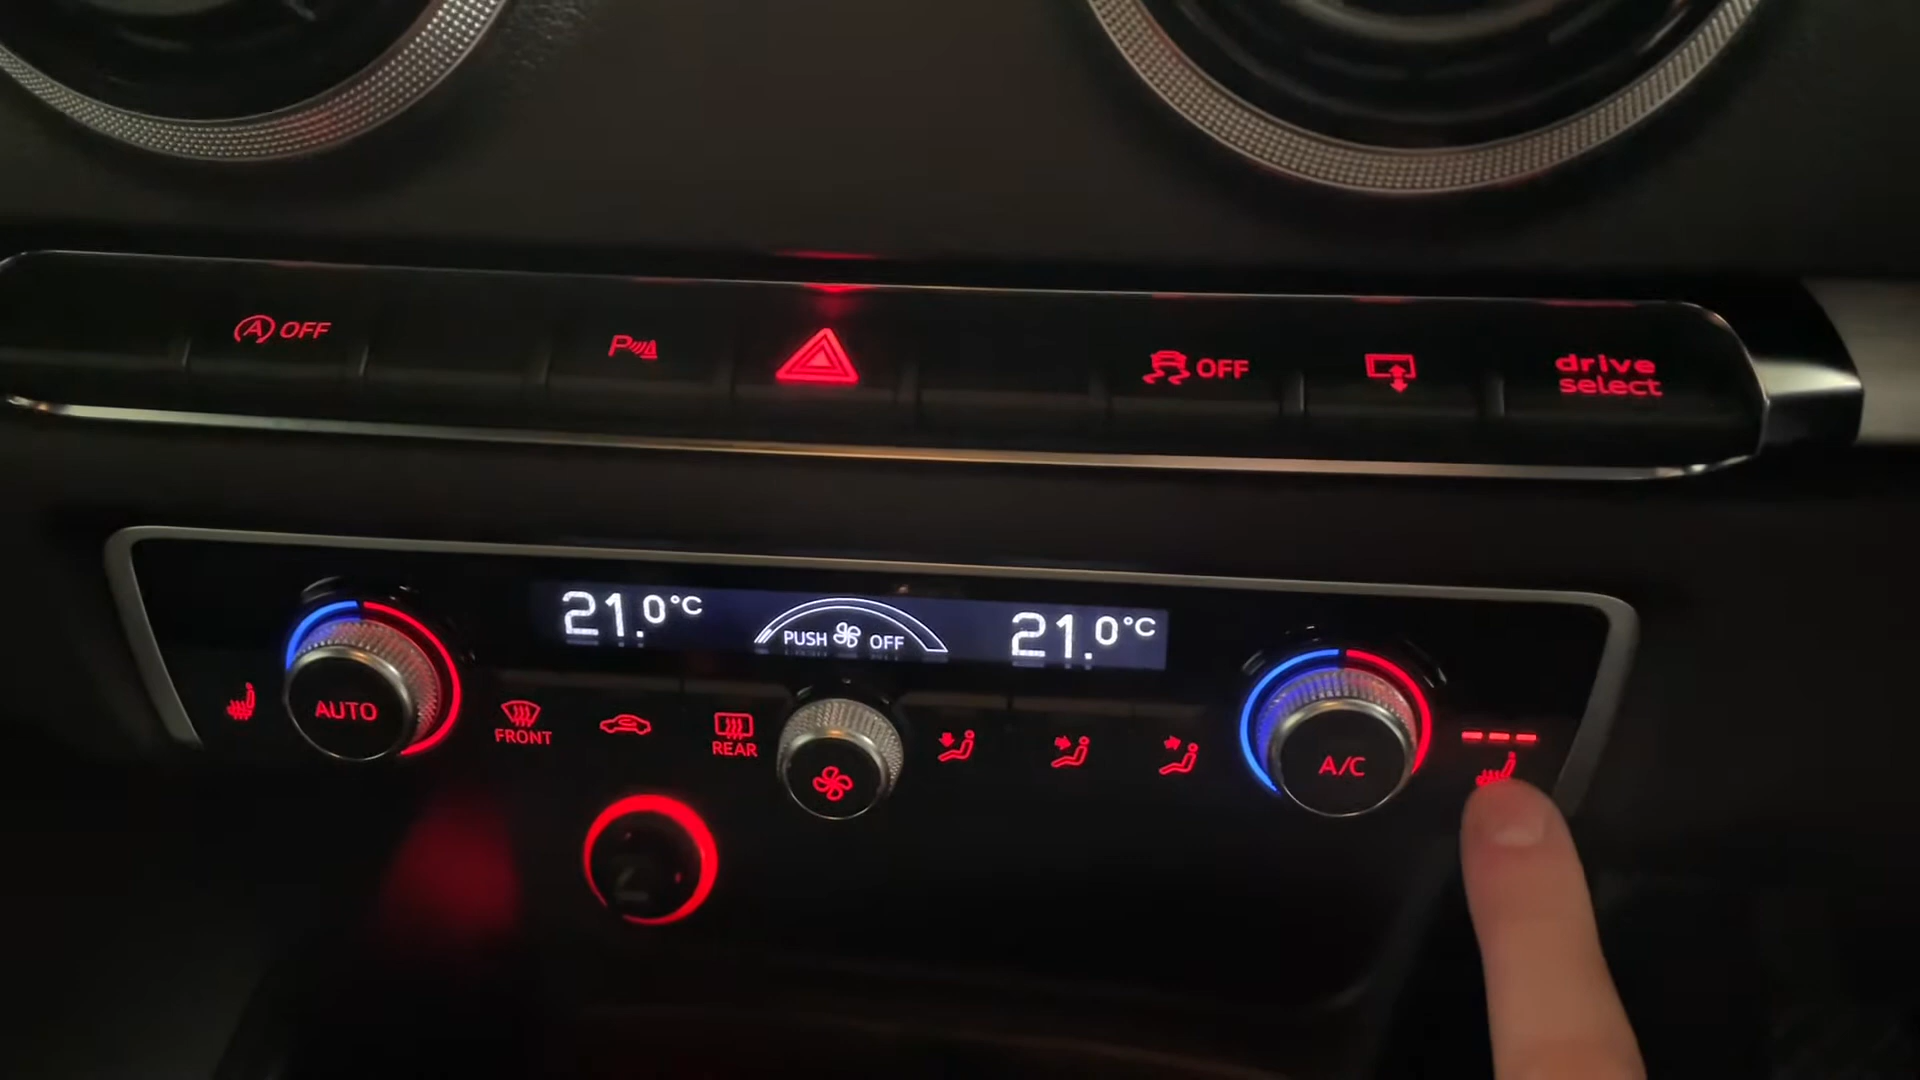 A OFF
P
OFF
drive
select
21.0°C
PUSH OFF
21.0°C
AUTO
FRONT
REAR
A/C